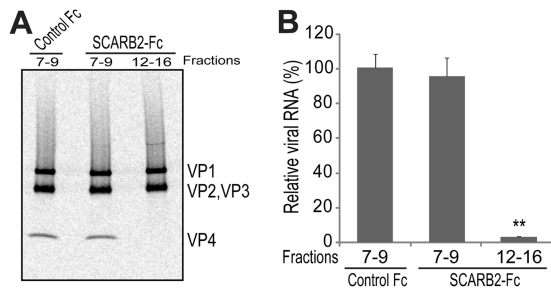 A
Control Fc
SCARB2-Fc
7-9 7-9 12-16 Fractions
VP1
VP2,VP3
VP4
B
Relative viral RNA (%)
120
100
80
60
40
20
0
**
Fractions 7-9 7-9 12-16
Control Fc SCARB2-Fc